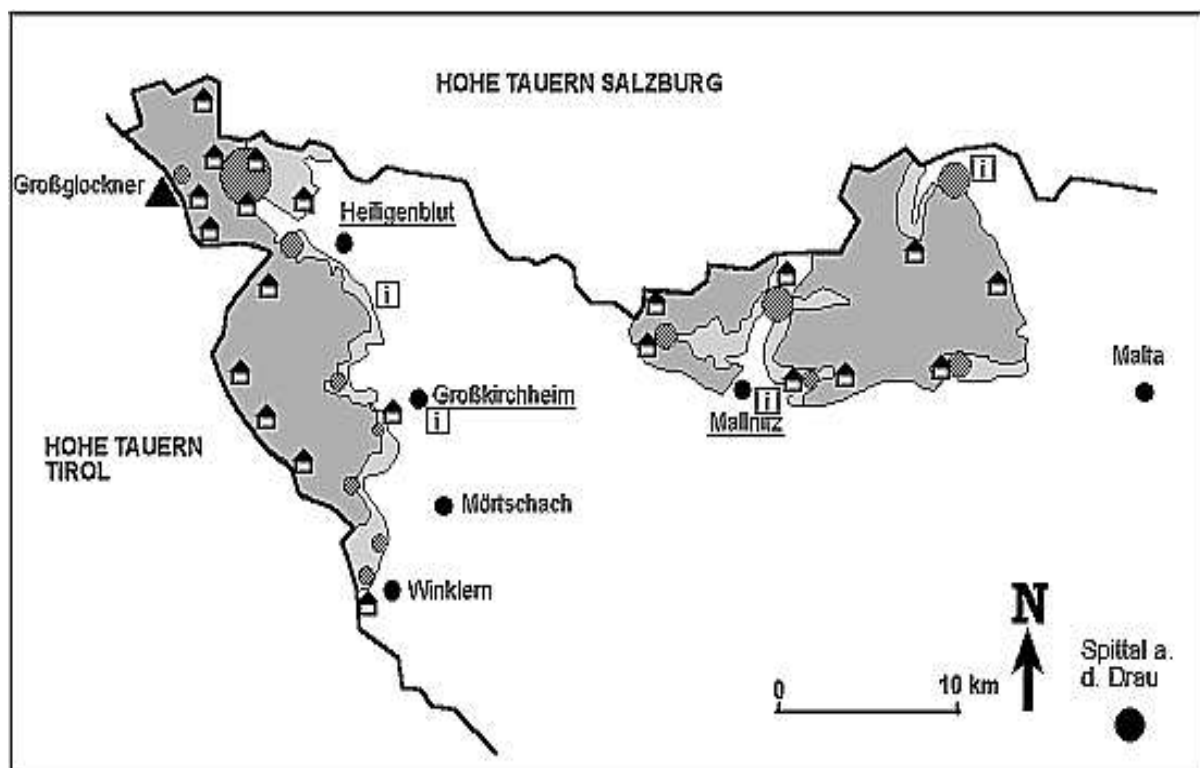 HOHE TAUERN SALZBURG
Großglockner
Heiligenblut
i
i
Malta
Großkirchheim
i
Mallnitz
i
HOHE TAUERN
TIROL
Mörtschach
Winklern
N
Spittal a.
d. Drau
0 10 km